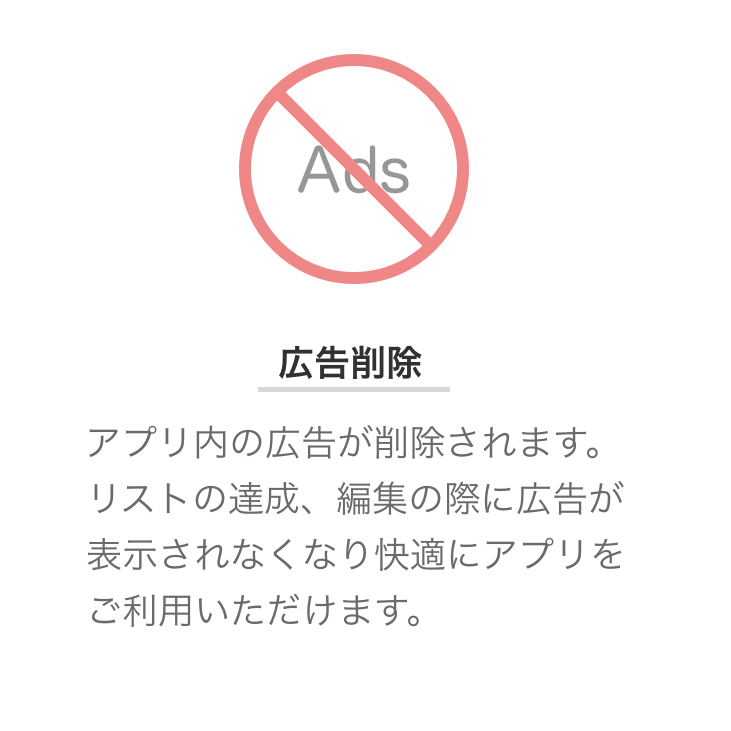 Ads
広告削除
アプリ内の広告が削除されます。
リストの達成、編集の際に広告が
表示されなくなり快適にアプリを
ご利用いただけます。